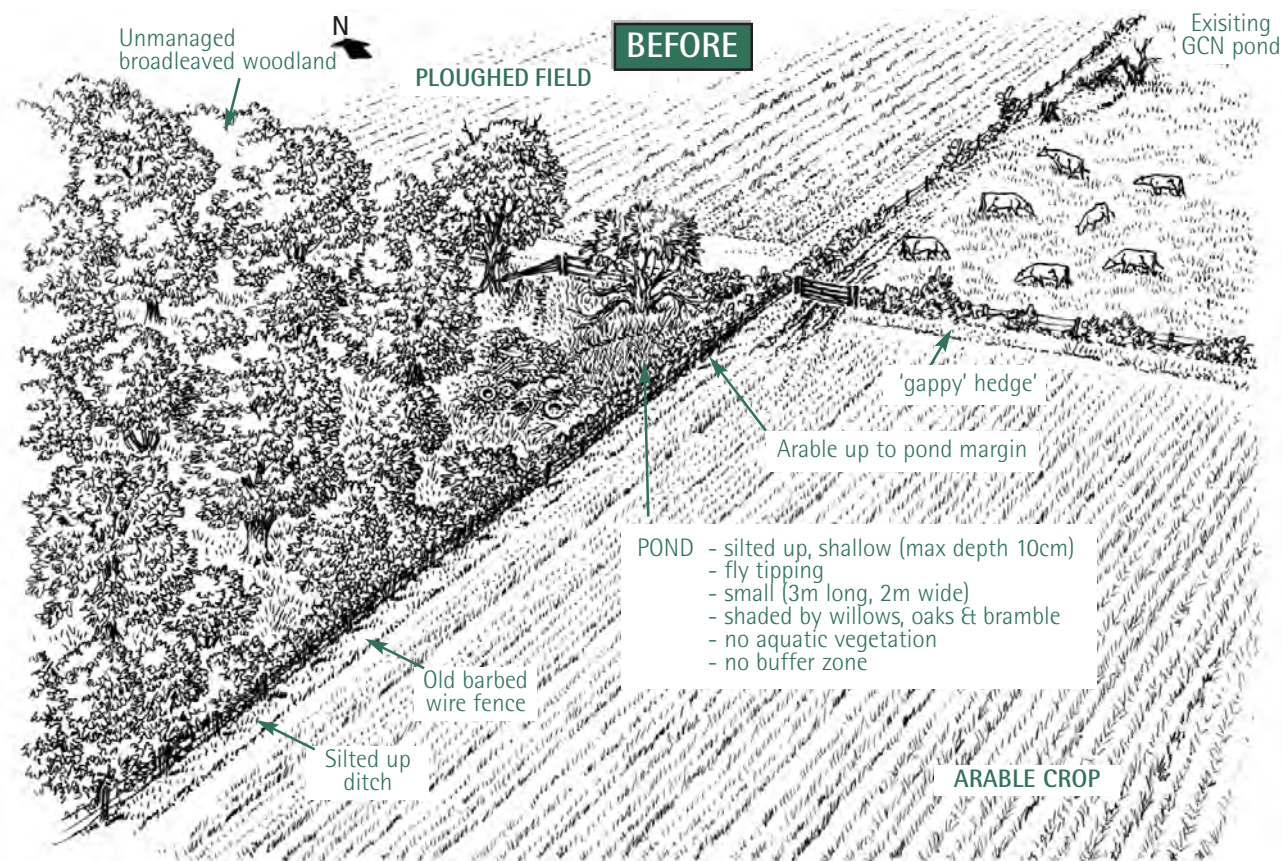 BEFORE
N
Unmanaged
broadleaved woodland
PLOUGHED FIELD
Exisiting
GCN pond
'gappy' hedge'
Arable up to pond margin
POND - silted up, shallow (max depth 10cm)
- fly tipping
- small (3m long, 2m wide)
- shaded by willows, oaks & bramble
- no aquatic vegetation
- no buffer zone
Old barbed
wire fence
Silted up
ditch
ARABLE CROP